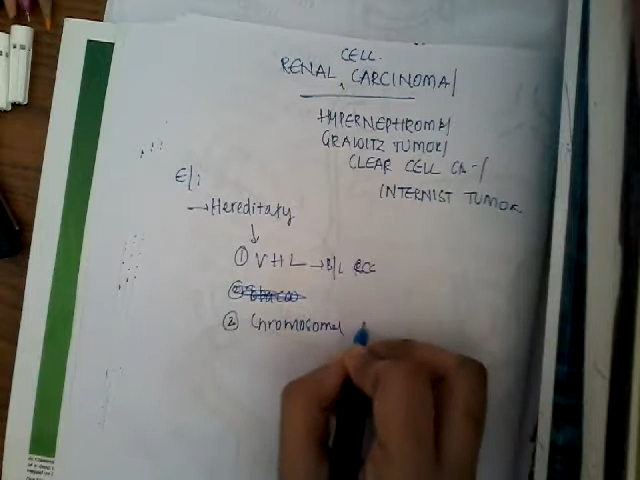 CELL
RENAL CARCINOMA/
HYPERNEPHROMA/
GRAWITZ TUMOR/
CLEAR CELL CA-/
INTERNIST TUMOR
E/;
→Hereditary
① VHL →B/L RCC
② Chromosomal